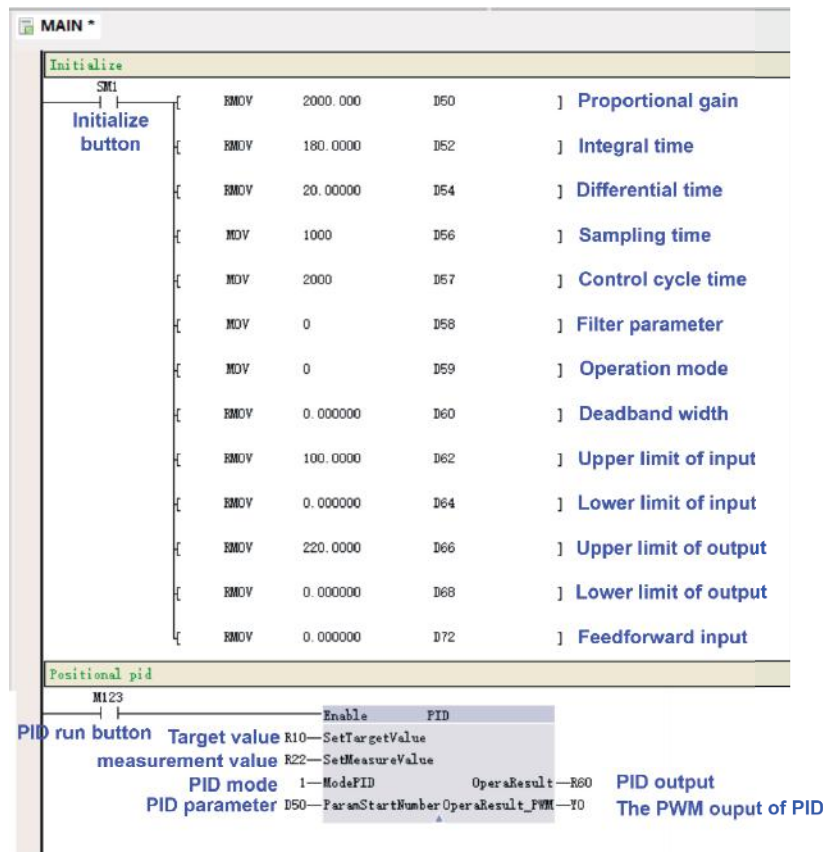 MAIN *
Initialize
SM1
Initialize
button
[ RMOV 2000.000 D50 ] Proportional gain
[ RMOV 180.0000 D52 ] Integral time
[ RMOV 20.00000 D54 ] Differential time
[ MOV 1000 D56 ] Sampling time
[ MOV 2000 D57 ] Control cycle time
[ MOV 0 D58 ] Filter parameter
[ MOV 0 D59 ] Operation mode
[ RMOV 0.000000 D60 ] Deadband width
[ RMOV 100.0000 D62 ] Upper limit of input
[ RMOV 0.000000 D64 ] Lower limit of input
[ RMOV 220.0000 D66 ] Upper limit of output
[ RMOV 0.000000 D68 ] Lower limit of output
[ RMOV 0.000000 D72 ] Feedforward input
Positional pid
M123
Enable PID
PID run button Target value R10 SetTargetValue
measurement value R22 SetMeasureValue
PID mode 1 ModePID OperaResult R60 PID output
PID parameter D50 ParamStartNumber OperaResult_PWM Y0 The PWM ouput of PID